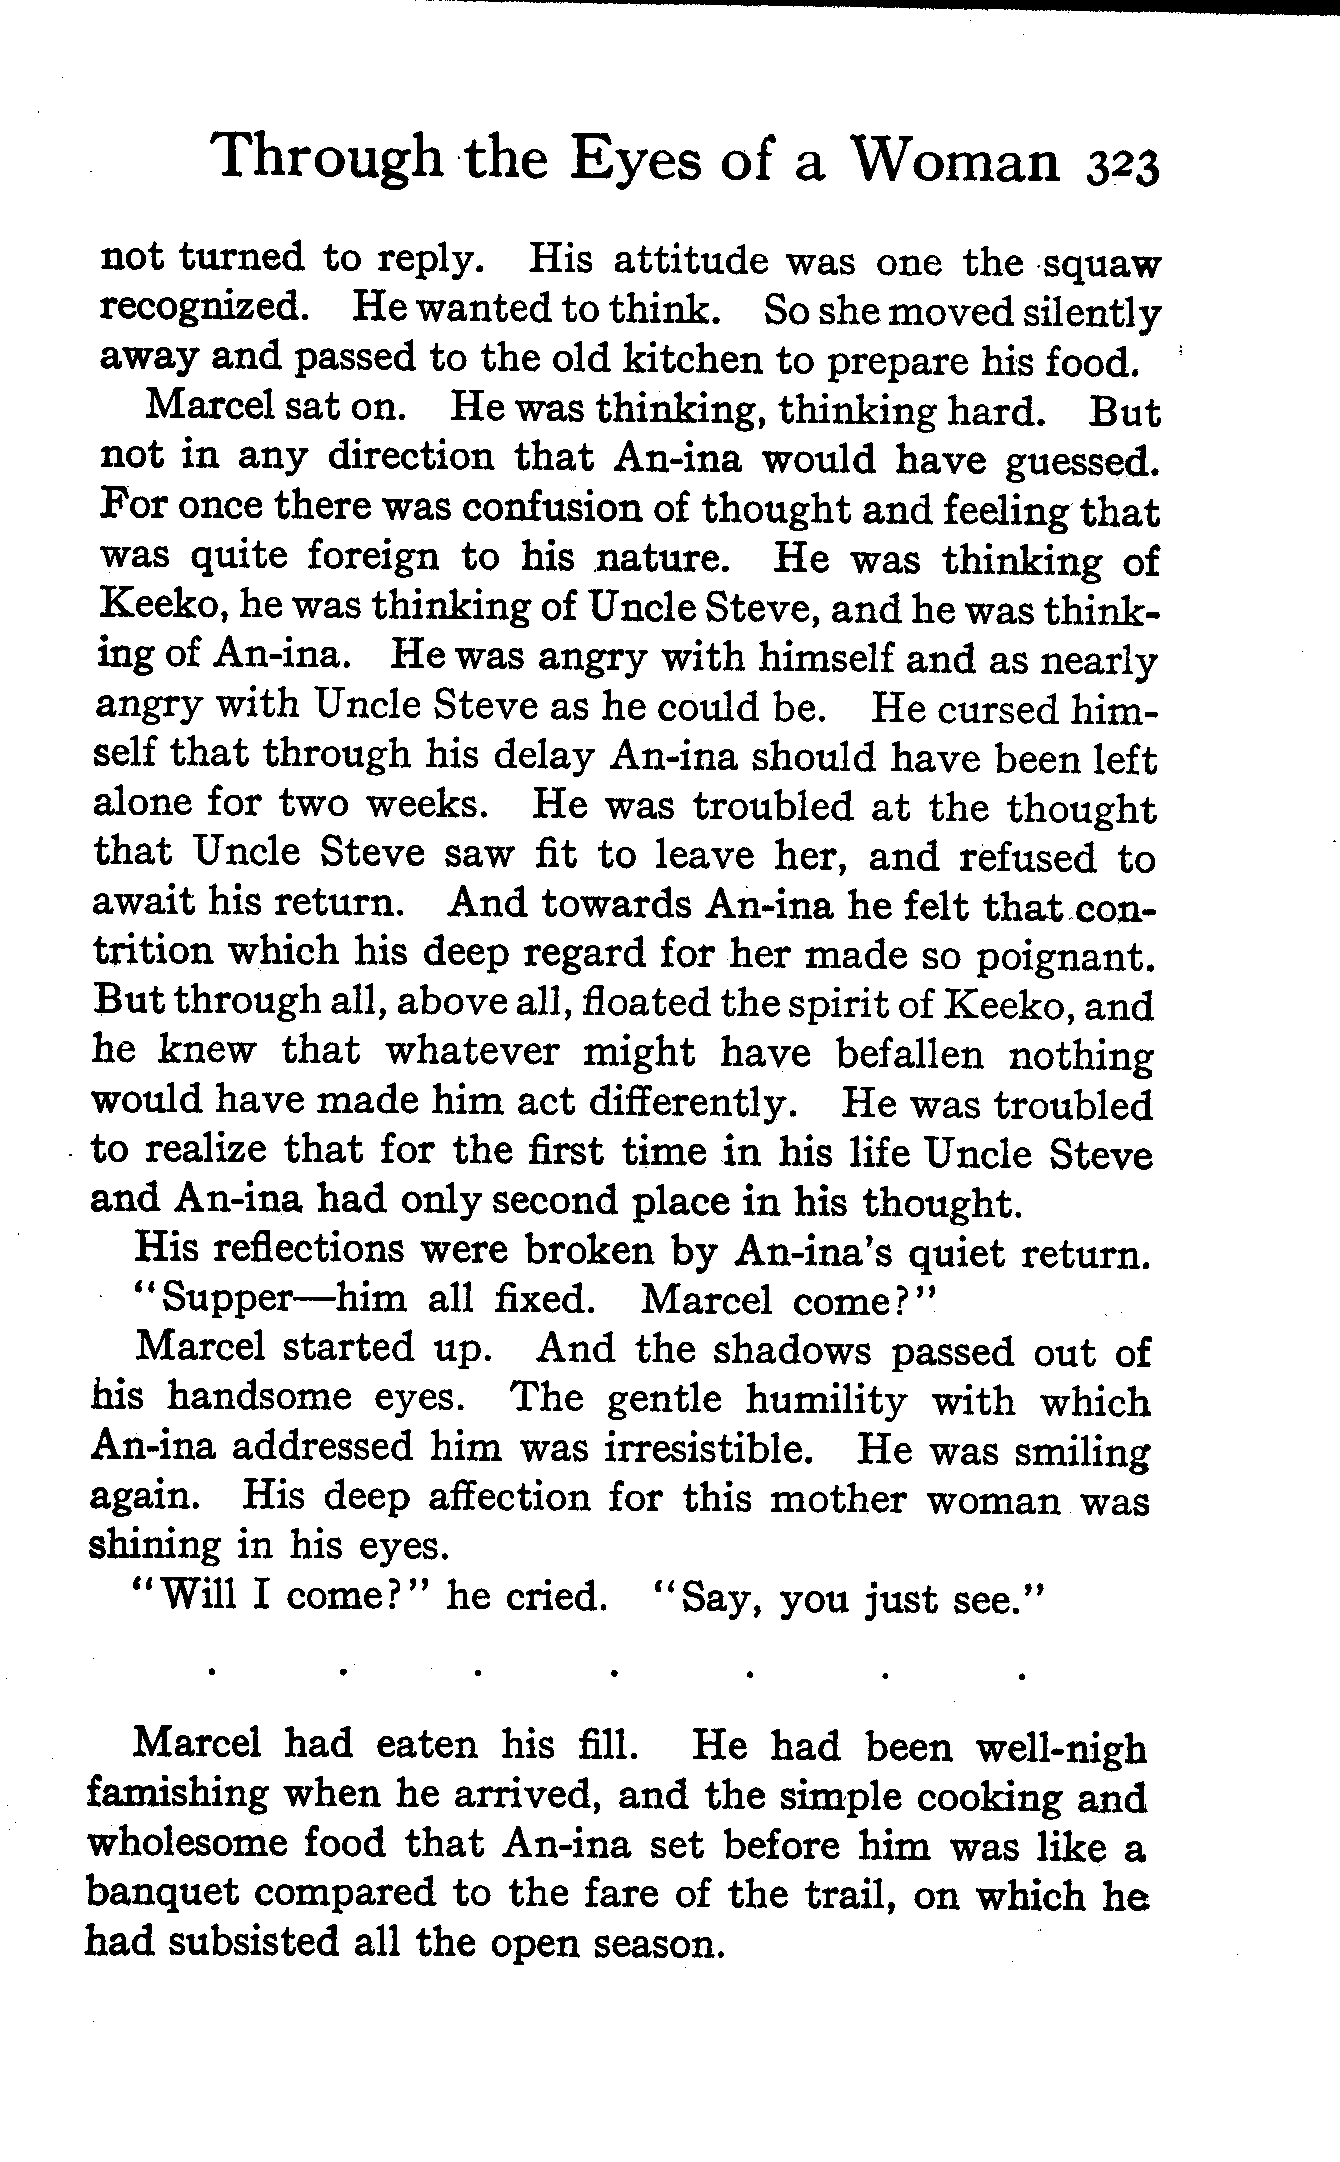 Through the Eyes of a Woman 323
not turned to reply. His attitude was one the squaw
recognized. He wanted to think. So she moved silently
away and passed to the old kitchen to prepare his food.
Marcel sat on. He was thinking, thinking hard. But
not in any direction that An-ina would have guessed.
For once there was confusion of thought and feeling that
was quite foreign to his nature. He was thinking of
Keeko, he was thinking of Uncle Steve, and he was think-
ing of An-ina. He was angry with himself and as nearly
angry with Uncle Steve as he could be. He cursed him-
self that through his delay An-ina should have been left
alone for two weeks. He was troubled at the thought
that Uncle Steve saw fit to leave her, and refused to
await his return. And towards An-ina he felt that con-
trition which his deep regard for her made so poignant.
But through all, above all, floated the spirit of Keeko, and
he knew that whatever might have befallen nothing
would have made him act differently. He was troubled
to realize that for the first time in his life Uncle Steve
and An-ina had only second place in his thought.
His reflections were broken by An-ina's quiet return.
"Supper—him all fixed. Marcel come?"
Marcel started up. And the shadows passed out of
his handsome eyes. The gentle humility with which
An-ina addressed him was irresistible. He was smiling
again. His deep affection for this mother woman was
shining in his eyes.
"Will I come?" he cried. "Say, you just see."
. . . . . . .
Marcel had eaten his fill. He had been well-nigh
famishing when he arrived, and the simple cooking and
wholesome food that An-ina set before him was like a
banquet compared to the fare of the trail, on which he
had subsisted all the open season.